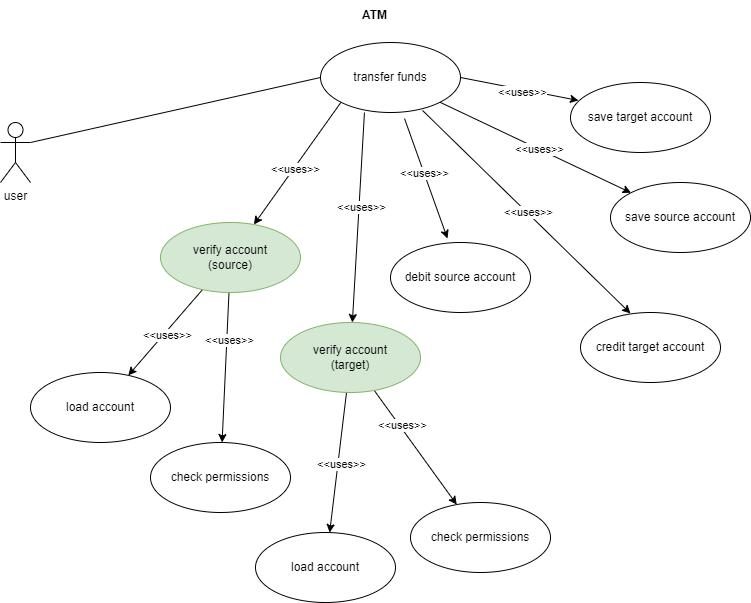 ATM
transfer funds
<<uses>>
save target account
user
<<uses>>
<<uses>>
<<uses>>
<<uses>>
<<uses>>
save source account
verify account
(source)
debit source account
<<uses>>
<<uses>>
verify account
(target)
credit target account
load account
<<uses>>
check permissions
<<uses>>
check permissions
load account